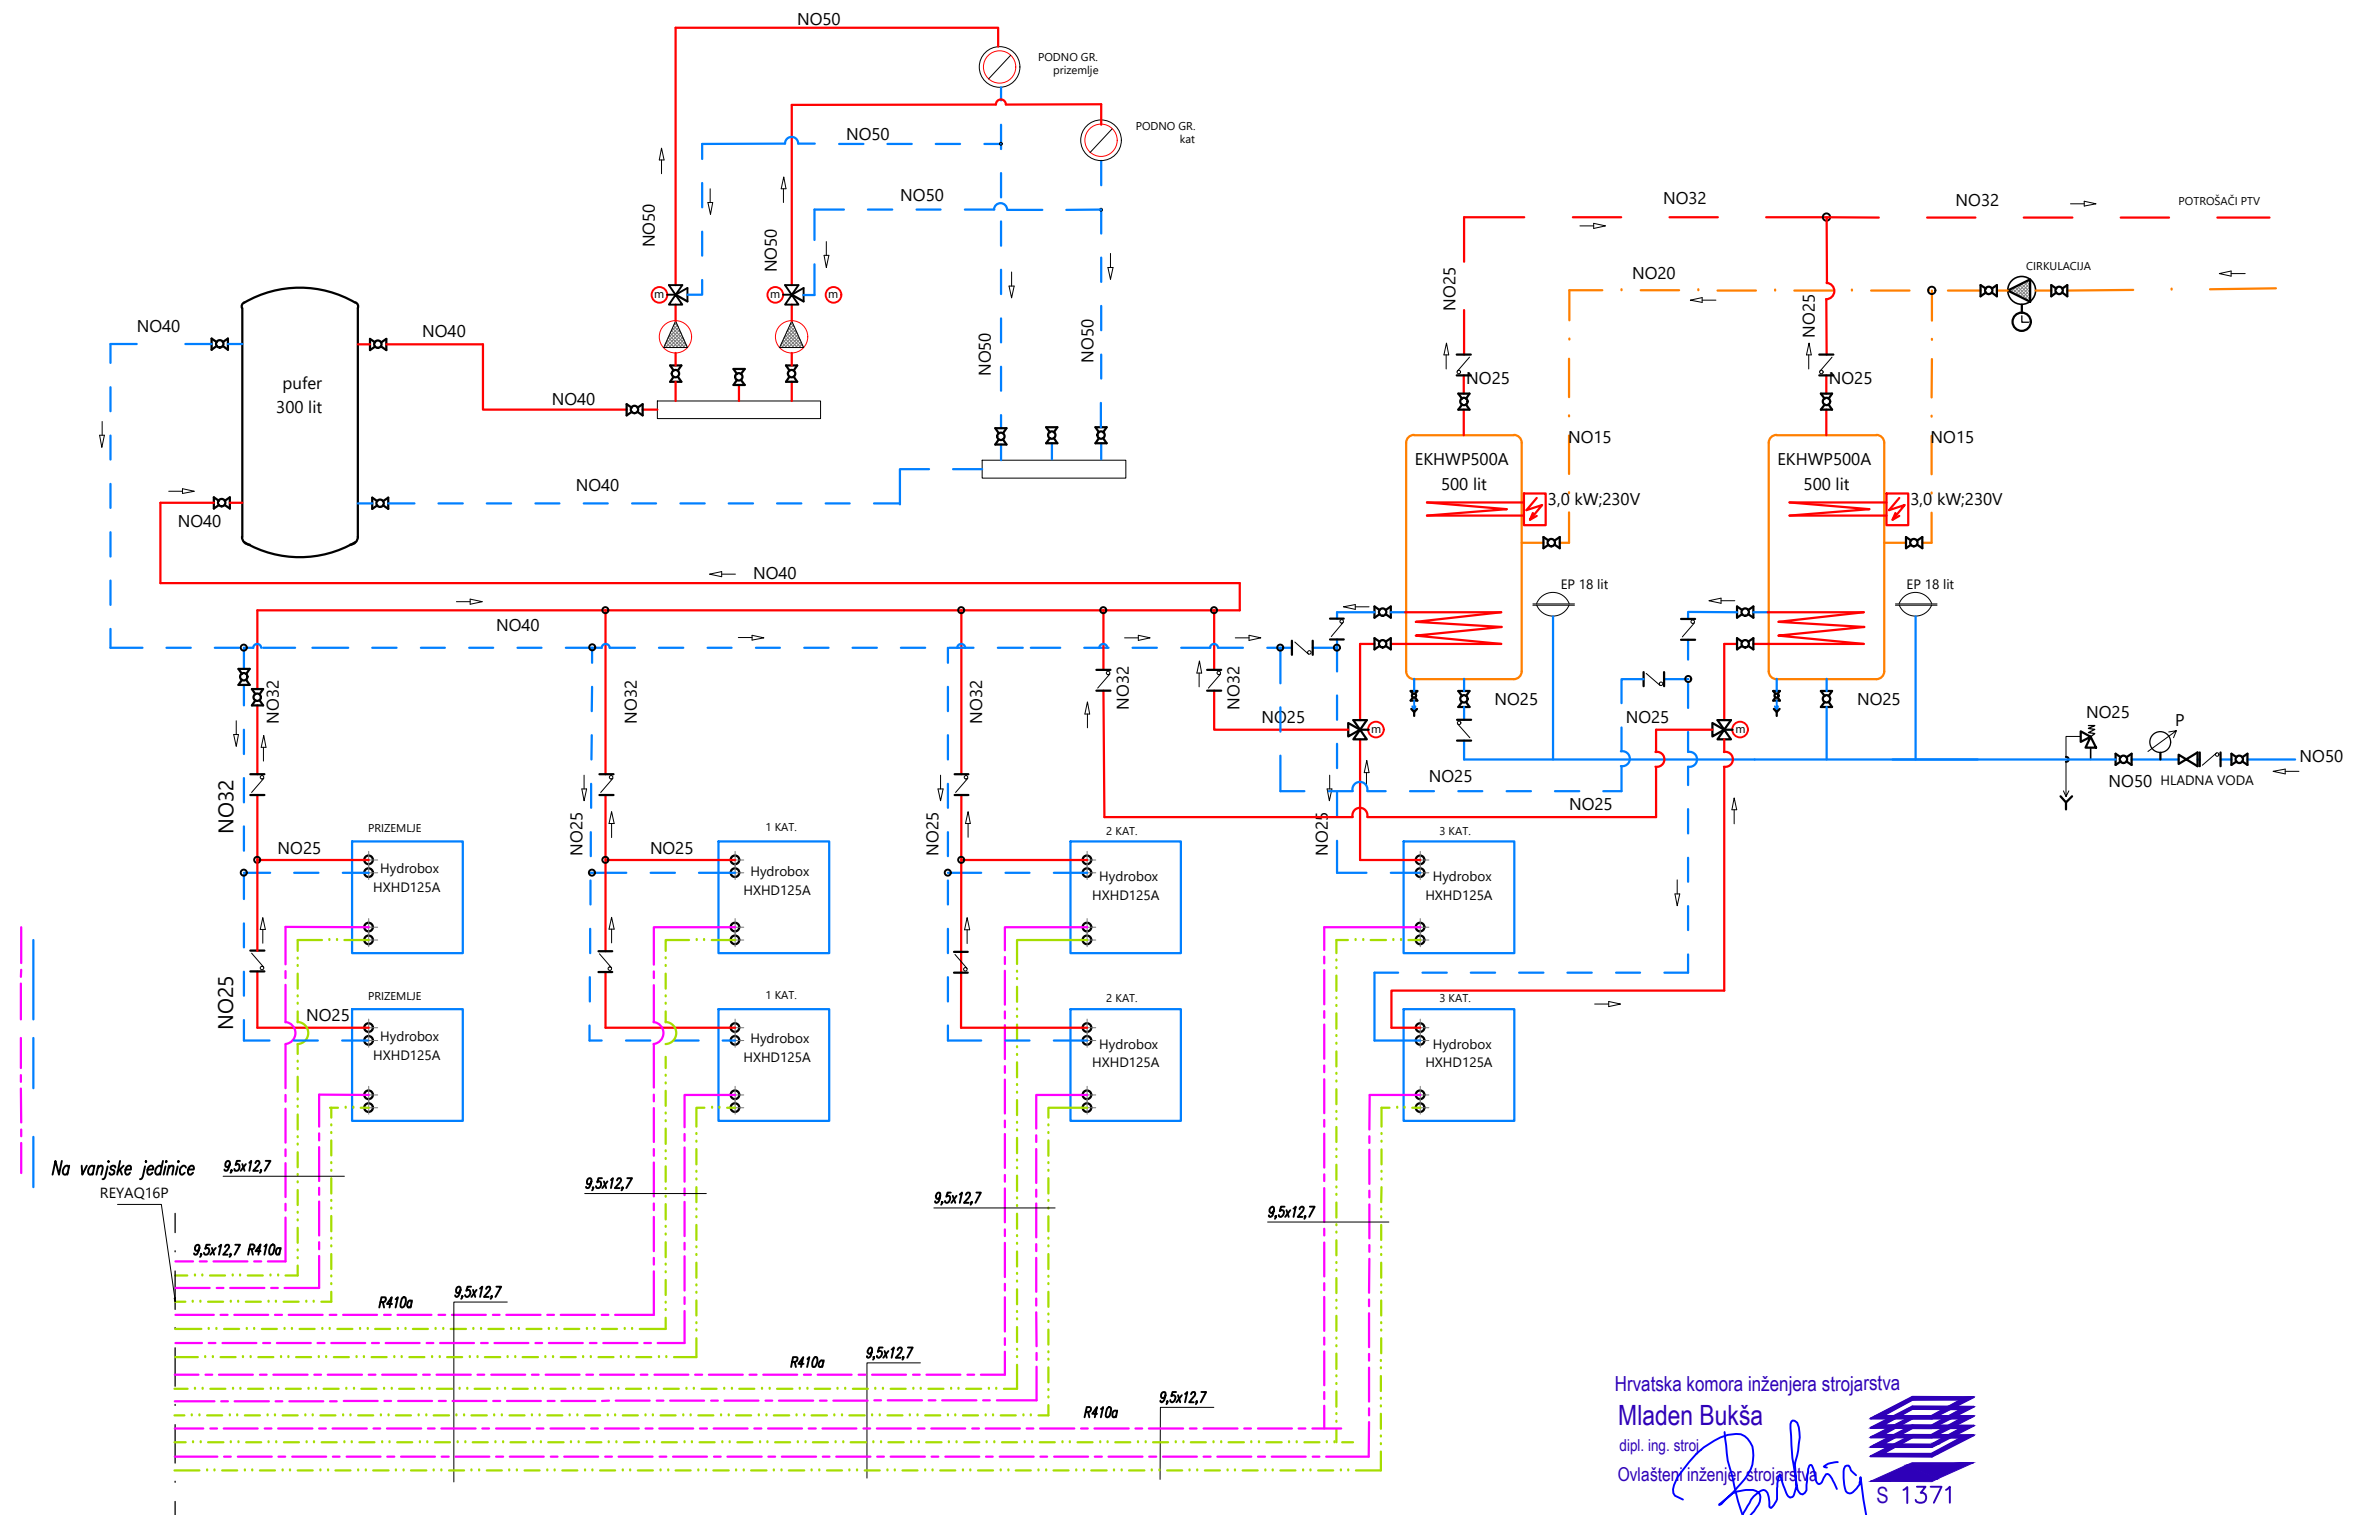 NO50
PODNO GR.
prizemlje
PODNO GR.
kat
NO50
NO50
NO50
NO50
NO32
NO32
POTROŠAČI PTV
NO25
NO20
CIRKULACIJA
NO25
NO40
NO40
NO50
NO50
pufer
300 lit
NO40
NO25
NO25
NO15
NO15
EKHWP500A
500 lit
3,0 kW;230V
EKHWP500A
500 lit
3,0 kW;230V
NO40
NO40
NO40
EP 18 lit
EP 18 lit
NO40
NO32
NO32
NO32
NO32
NO32
NO25
NO25
NO25
NO25
NO25
P
NO50
NO50
HLADNA VODA
NO25
NO25
NO32
NO25
NO25
NO25
PRIZEMLJE
1 KAT.
2 KAT.
3 KAT.
NO25
NO25
Hydrobox
HXHD125A
Hydrobox
HXHD125A
Hydrobox
HXHD125A
Hydrobox
HXHD125A
NO25
PRIZEMLJE
1 KAT.
2 KAT.
3 KAT.
NO25
Hydrobox
HXHD125A
Hydrobox
HXHD125A
Hydrobox
HXHD125A
Hydrobox
HXHD125A
Na vanjske jedinice
REYAQ16P
9,5x12,7
9,5x12,7
9,5x12,7
9,5x12,7
9,5x12,7 R410a
R410a
9,5x12,7
R410a
9,5x12,7
R410a
9,5x12,7
m
m
m
m
m
Hrvatska komora inženjera strojarstva
Mladen Bukša
dipl. ing. stroj.
Ovlašteni inženjer strojarstva
S 1371